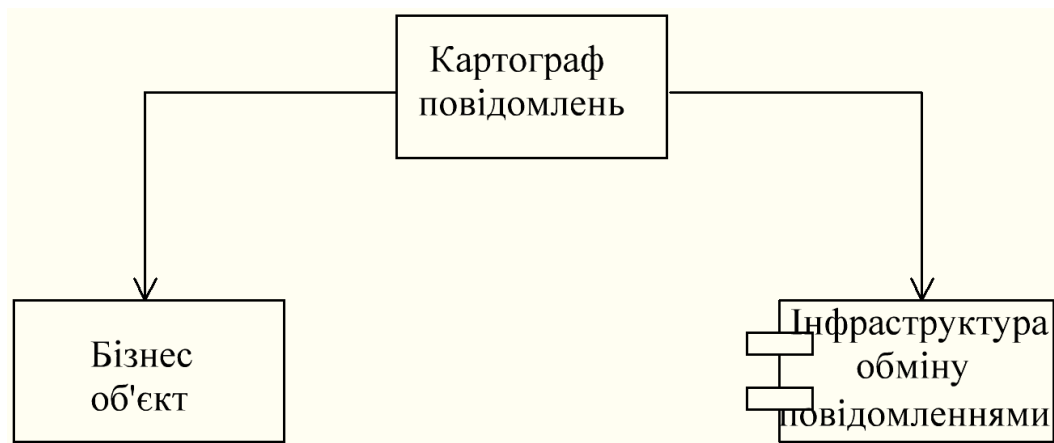 Картограф
повідомлень
Бізнес
об'єкт
Інфраструктура
обміну
повідомленнями